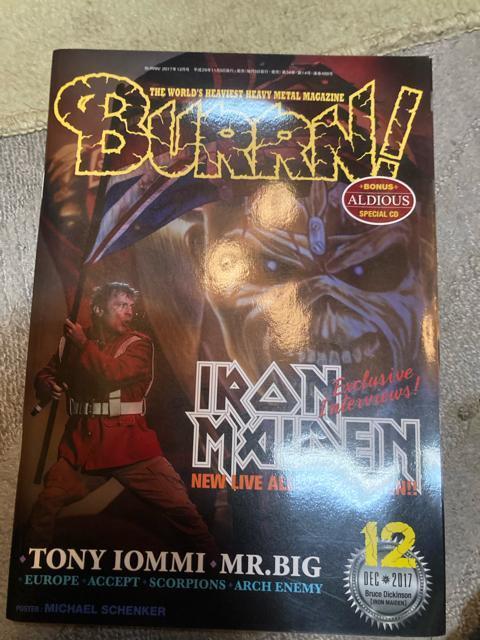 THE WORLD'S HEAVIEST HEAVY METAL MAGAZINE
BURRN!
BONUS
ALDIOUS
SPECIAL CD
IRON
MAIDEN
Exclusive
Interviews!
NEW LIVE
TONY IOMMI • MR.BIG
• EUROPE • ACCEPT • SCORPIONS • ARCH ENEMY
12
DEC 2017
Bruce Dickinson
(IRON MAIDEN)
POSTER: MICHAEL SCHENKER